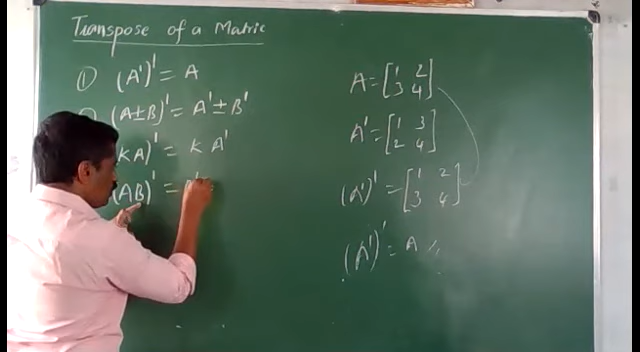 Transpose of a Matrix
① (A')' = A
(A±B)' = A' ± B'
KA)' = K A'
(AB)' =
A = [1 2
3 4]
A' = [1 3
2 4]
(A')' = [1 2
3 4]
(A')' = A //